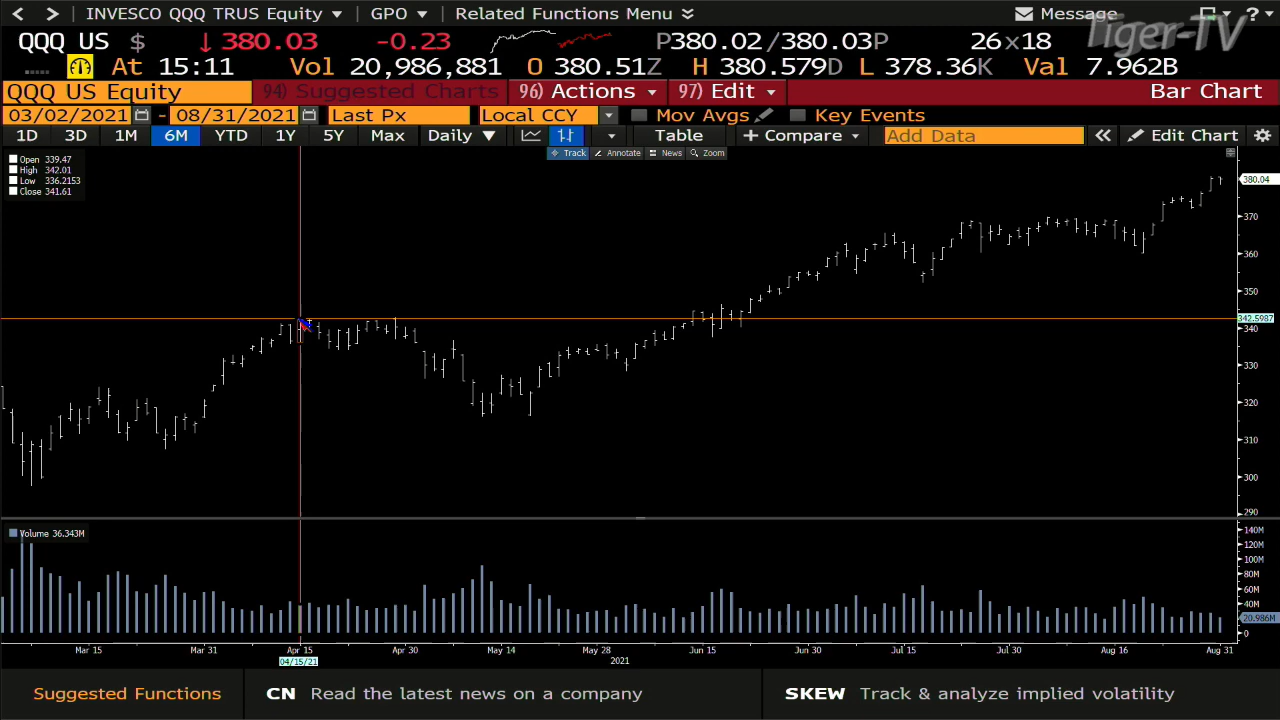 < > INVESCO QQQ TRUS Equity GPO Related Functions Menu Message ?
Tiger-TV
QQQ US $ ↓ 380.03 -0.23 P380.02/380.03P 26x18
At 15:11 Vol 20,986,881 O 380.51Z H 380.579D L 378.36K Val 7.962B
QQQ US Equity 94) Suggested Charts 96) Actions 97) Edit Bar Chart
03/02/2021 - 08/31/2021 Last Px Local CCY Mov Avgs Key Events
1D 3D 1M 6M YTD 1Y 5Y Max Daily ▼ Table + Compare Add Data « Edit Chart
Track Annotate News Zoom
Open 339.47
High 342.01
Low 336.2153
Close 341.61
380.04
370
360
350
342.5987
340
330
320
310
300
290
Volume 36.343M
140M
120M
100M
80M
60M
40M
20.986M
0
Mar 15 Mar 31 Apr 15 Apr 30 May 14 May 28 Jun 15 Jun 30 Jul 15 Jul 30 Aug 16 Aug 31
04/15/21 2021
Suggested Functions CN Read the latest news on a company SKEW Track & analyze implied volatility